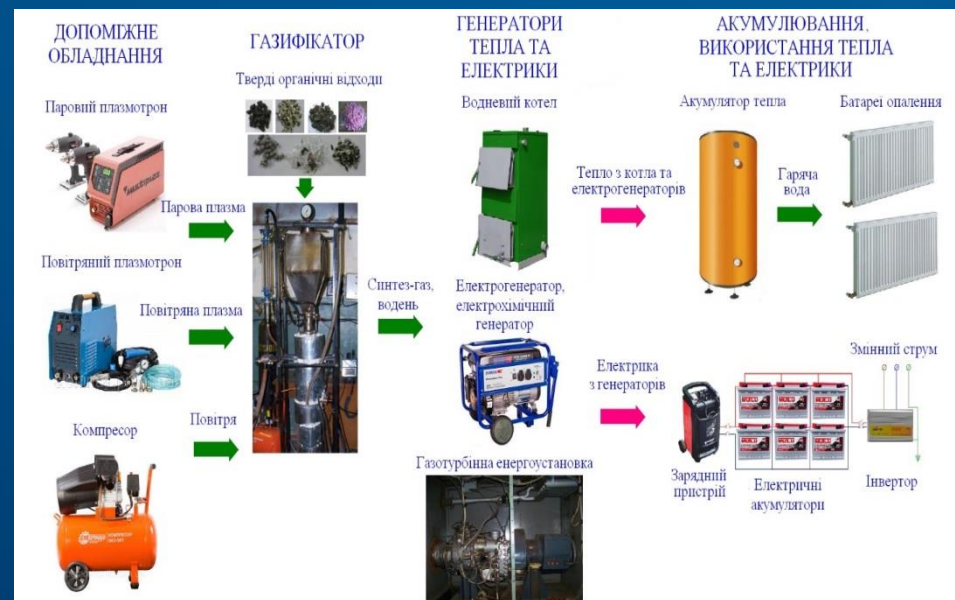 ДОПОМІЖНЕ
ОБЛАДНАННЯ
Паровий плазмотрон
Парова плазма
Повітряний плазмотрон
Повітряна плазма
Компресор
Повітря
ГАЗИФІКАТОР
Тверді органічні відходи
Синтез-газ,
водень
ГЕНЕРАТОРИ
ТЕПЛА ТА
ЕЛЕКТРИКИ
Водневий котел
Тепло з котла та
електрогенераторів
Електрогенератор,
електрохімічний
генератор
Електрика
з генераторів
Газотурбінна енергоустановка
АКУМУЛЮВАННЯ,
ВИКОРИСТАННЯ ТЕПЛА
ТА ЕЛЕКТРИКИ
Акумулятор тепла
Гаряча
вода
Батареї опалення
Змінний струм
Зарядний
пристрій
Електричні
акумулятори
Інвертор